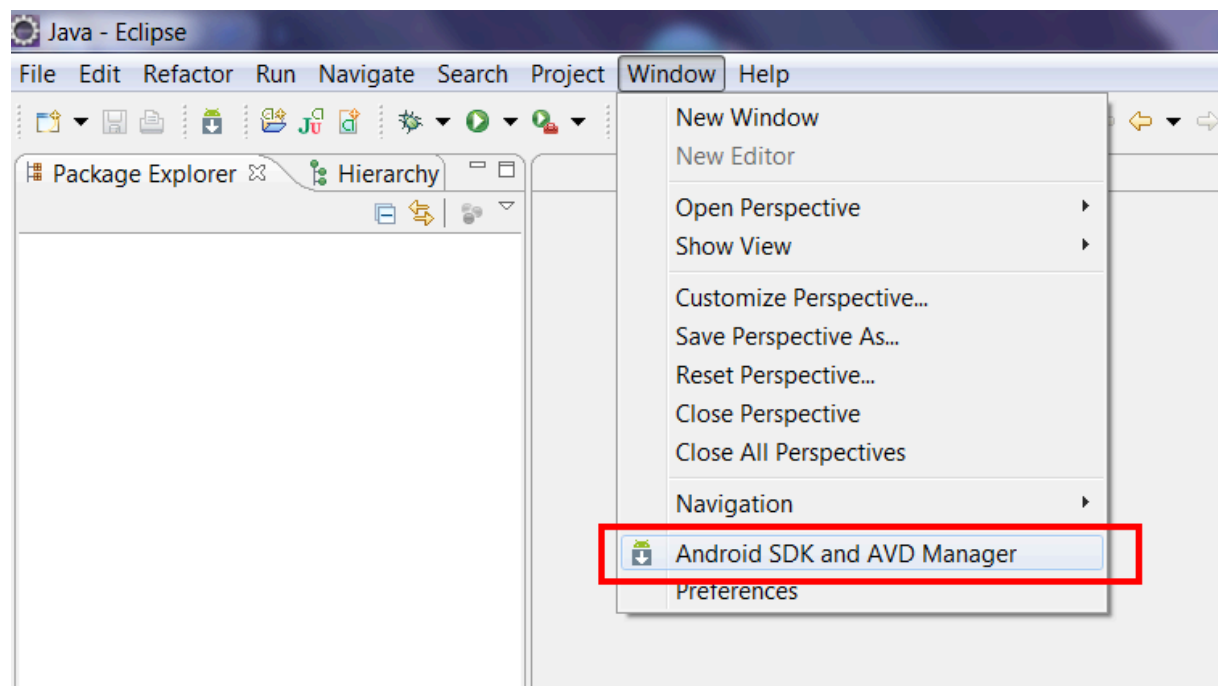 Java - Eclipse
File Edit Refactor Run Navigate Search Project Window Help
Package Explorer Hierarchy
New Window
New Editor
Open Perspective
Show View
Customize Perspective...
Save Perspective As...
Reset Perspective...
Close Perspective
Close All Perspectives
Navigation
Android SDK and AVD Manager
Preferences